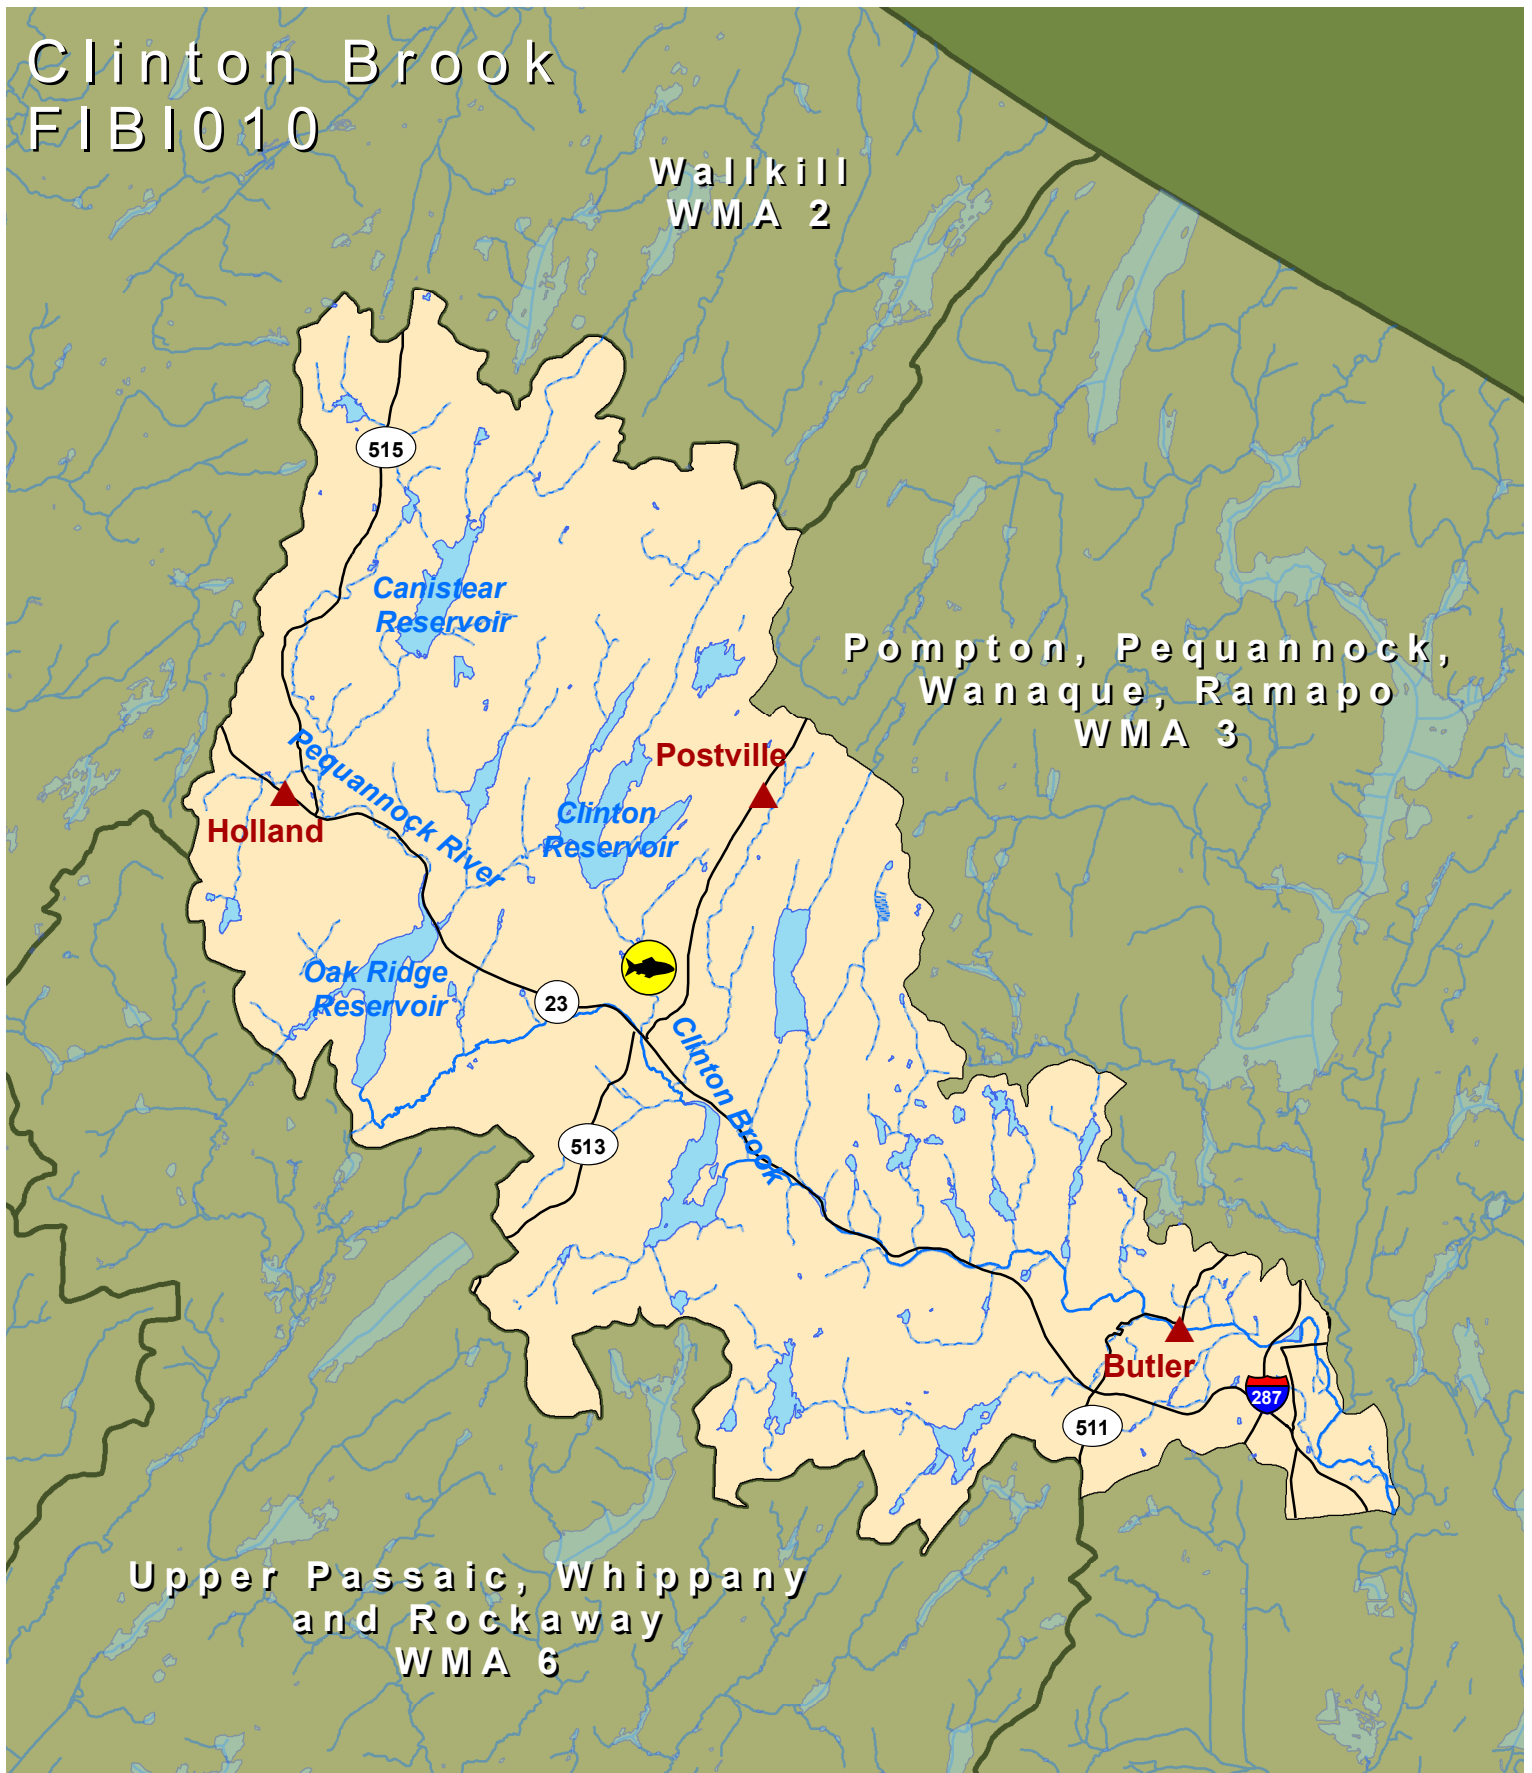 Clinton Brook
FIBI010
Wallkill
WMA 2
515
Canistear
Reservoir
Pompton, Pequannock,
Wanaque, Ramapo
WMA 3
Pequannock River
Postville
Holland
Clinton
Reservoir
Oak Ridge
Reservoir
23
Clinton Brook
513
Butler
287
511
Upper Passaic, Whippany
and Rockaway
WMA 6